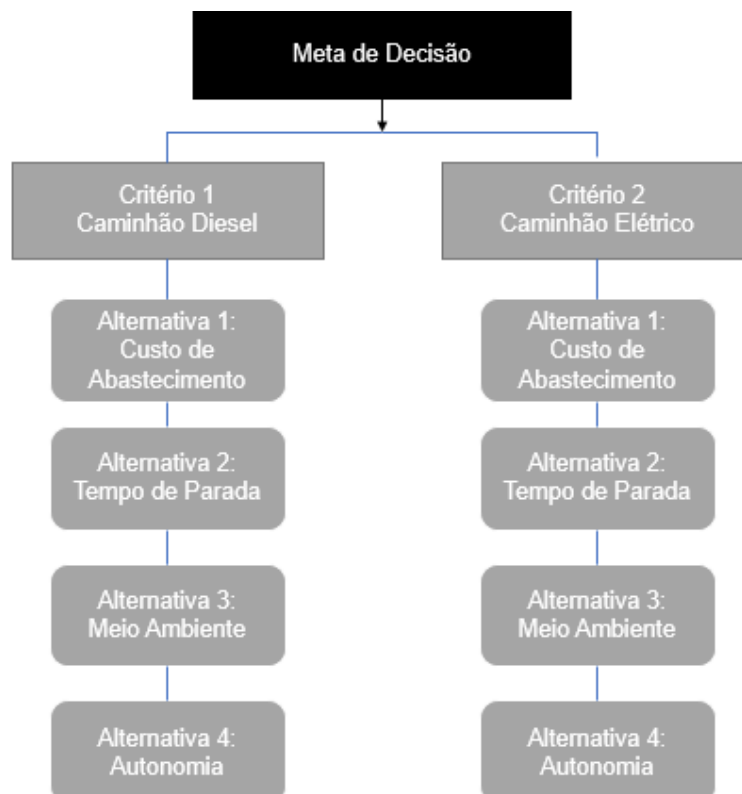 Meta de Decisão
Critério 1
Caminhão Diesel
Critério 2
Caminhão Elétrico
Alternativa 1:
Custo de
Abastecimento
Alternativa 1:
Custo de
Abastecimento
Alternativa 2:
Tempo de Parada
Alternativa 2:
Tempo de Parada
Alternativa 3:
Meio Ambiente
Alternativa 3:
Meio Ambiente
Alternativa 4:
Autonomia
Alternativa 4:
Autonomia